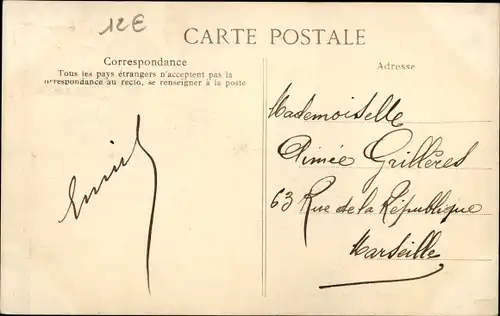 12€
CARTE POSTALE
Correspondance
Tous les pays étrangers n'acceptent pas la
correspondance au recto, se renseigner à la poste
Adresse
Mademoiselle
Aimée Grillères
63 Rue de la République
Marseille